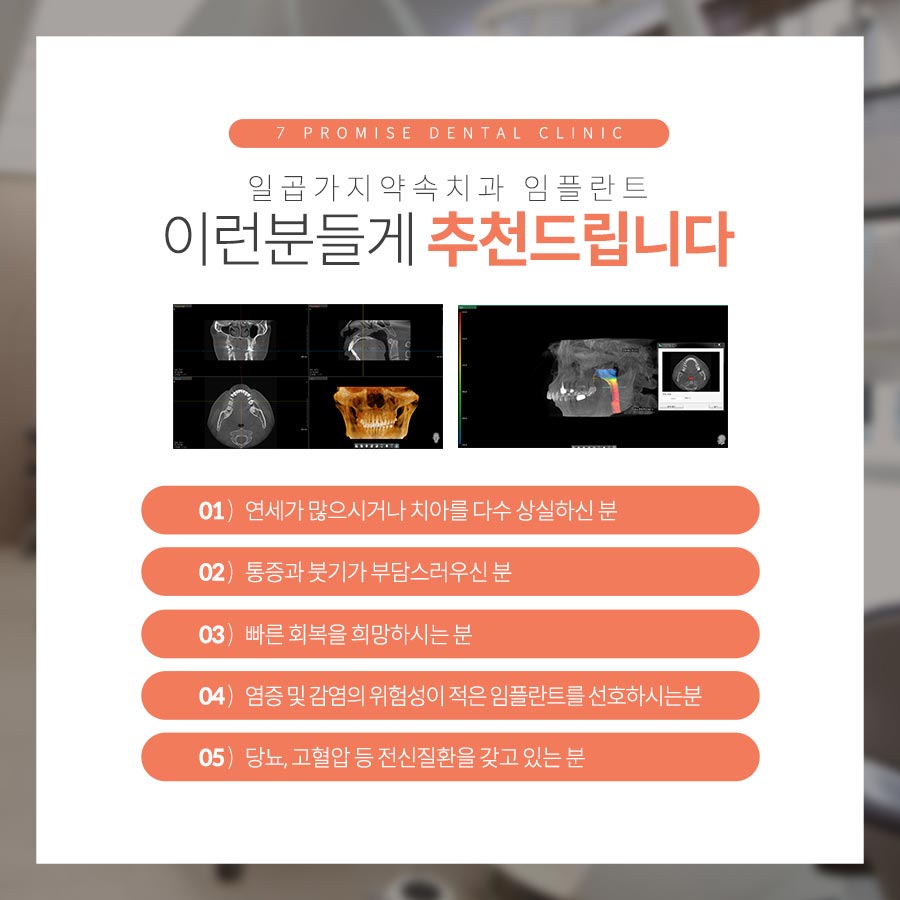 7 PROMISE DENTAL CLINIC
일곱가지약속치과 임플란트
이런분들게 추천드립니다
01) 연세가 많으시거나 치아를 다수 상실하신 분
02) 통증과 붓기가 부담스러우신 분
03) 빠른 회복을 희망하시는 분
04) 염증 및 감염의 위험성이 적은 임플란트를 선호하시는분
05) 당뇨, 고혈압 등 전신질환을 갖고 있는 분